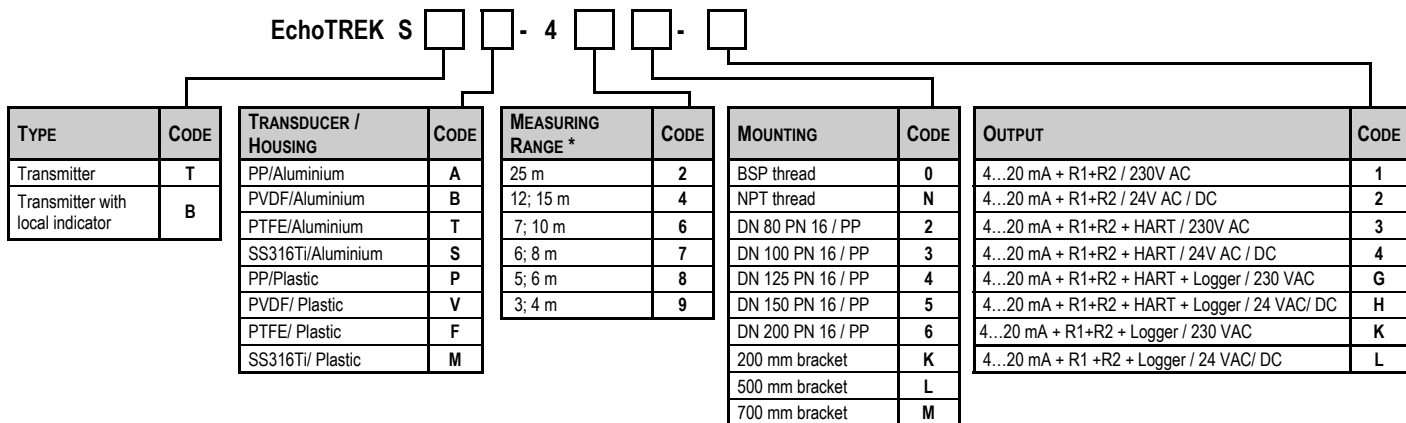 EchoTREK S - 4 -
TYPE CODE
Transmitter T
Transmitter with local indicator B
TRANSDUCER / HOUSING CODE
PP/Aluminium A
PVDF/Aluminium B
PTFE/Aluminium T
SS316Ti/Aluminium S
PP/Plastic P
PVDF/ Plastic V
PTFE/ Plastic F
SS316Ti/ Plastic M
MEASURING RANGE * CODE
25 m 2
12; 15 m 4
7; 10 m 6
6; 8 m 7
5; 6 m 8
3; 4 m 9
MOUNTING CODE
BSP thread 0
NPT thread N
DN 80 PN 16 / PP 2
DN 100 PN 16 / PP 3
DN 125 PN 16 / PP 4
DN 150 PN 16 / PP 5
DN 200 PN 16 / PP 6
200 mm bracket K
500 mm bracket L
700 mm bracket M
OUTPUT CODE
4…20 mA + R1+R2 / 230V AC 1
4…20 mA + R1+R2 / 24V AC / DC 2
4…20 mA + R1+R2 + HART / 230V AC 3
4…20 mA + R1+R2 + HART / 24V AC / DC 4
4…20 mA + R1+R2 + HART + Logger / 230 VAC G
4…20 mA + R1+R2 + HART + Logger / 24 VAC/ DC H
4…20 mA + R1+R2 + Logger / 230 VAC K
4…20 mA + R1 +R2 + Logger / 24 VAC/ DC L